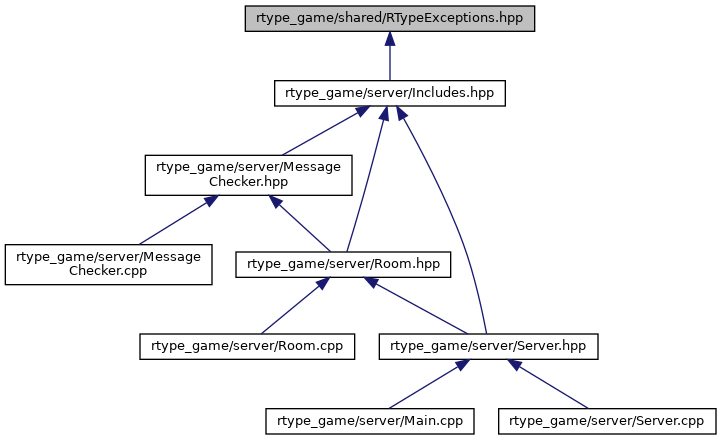 rtype_game/shared/RTypeExceptions.hpp
rtype_game/server/Includes.hpp
rtype_game/server/Message
Checker.hpp
rtype_game/server/Message
Checker.cpp
rtype_game/server/Room.hpp
rtype_game/server/Room.cpp
rtype_game/server/Server.hpp
rtype_game/server/Main.cpp
rtype_game/server/Server.cpp